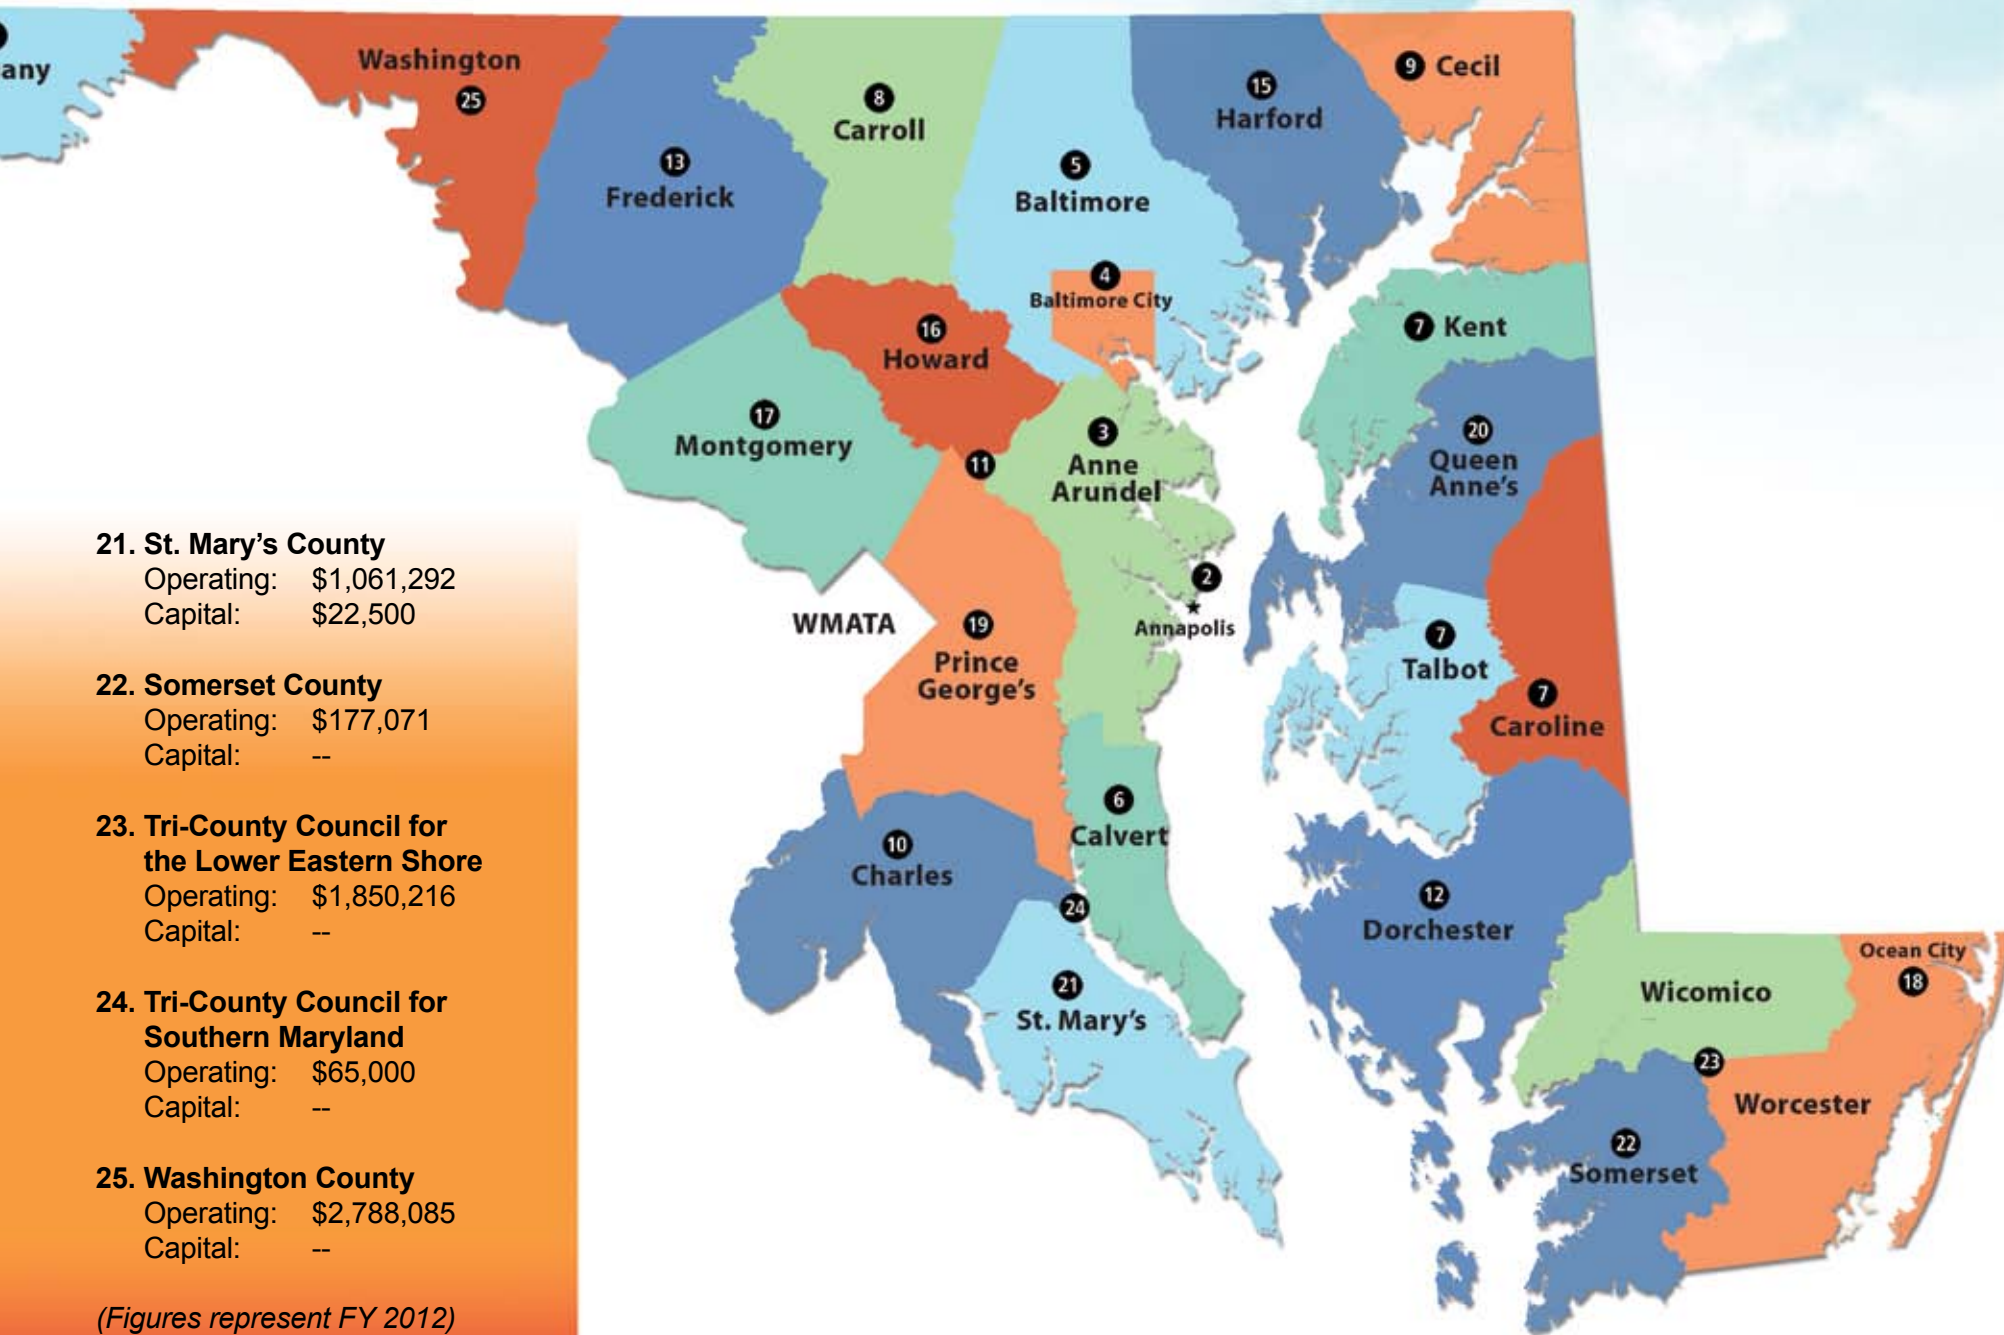 any
Washington
25
13
Frederick
8
Carroll
5
Baltimore
4
Baltimore City
15
Harford
9 Cecil
7 Kent
16
Howard
17
Montgomery
11
3
Anne
Arundel
20
Queen
Anne's
2
Annapolis
WMATA
19
Prince
George's
7
Talbot
7
Caroline
6
Calvert
10
Charles
24
21
St. Mary's
12
Dorchester
Wicomico
Ocean City
18
23
Worcester
22
Somerset
21. St. Mary’s County
Operating: $1,061,292
Capital: $22,500
22. Somerset County
Operating: $177,071
Capital: --
23. Tri-County Council for
the Lower Eastern Shore
Operating: $1,850,216
Capital: --
24. Tri-County Council for
Southern Maryland
Operating: $65,000
Capital: --
25. Washington County
Operating: $2,788,085
Capital: --
(Figures represent FY 2012)